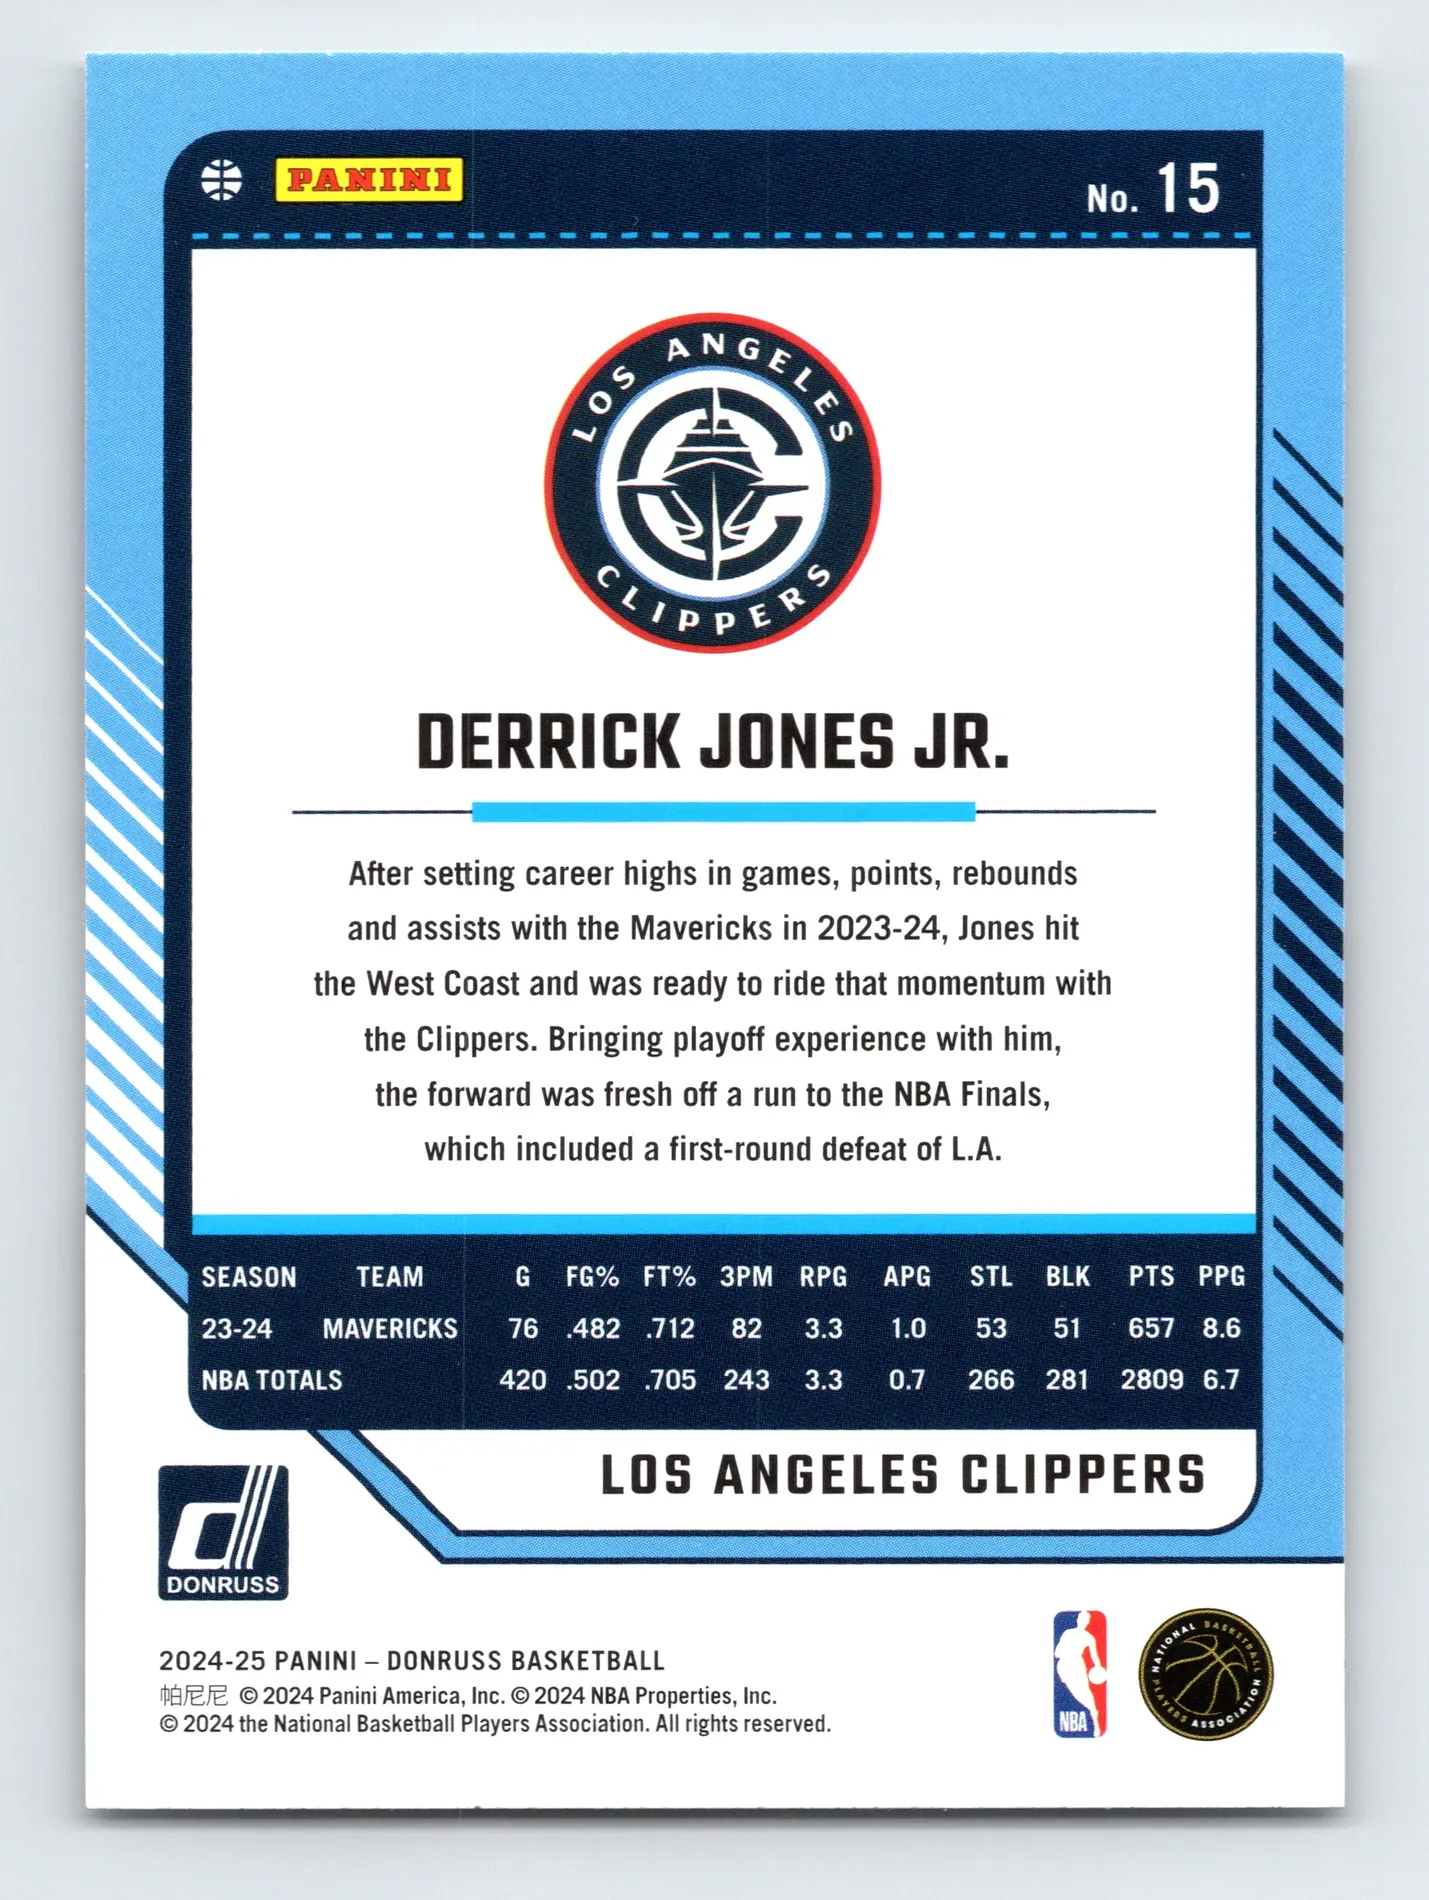 PANINI
No. 15
LOS ANGELES
CLIPPERS
DERRICK JONES JR.
After setting career highs in games, points, rebounds
and assists with the Mavericks in 2023-24, Jones hit
the West Coast and was ready to ride that momentum with
the Clippers. Bringing playoff experience with him,
the forward was fresh off a run to the NBA Finals,
which included a first-round defeat of L.A.
SEASON TEAM G FG% FT% 3PM RPG APG STL BLK PTS PPG
23-24 MAVERICKS 76 .482 .712 82 3.3 1.0 53 51 657 8.6
NBA TOTALS 420 .502 .705 243 3.3 0.7 266 281 2809 6.7
LOS ANGELES CLIPPERS
d
DONRUSS
2024-25 PANINI – DONRUSS BASKETBALL
帕尼尼 © 2024 Panini America, Inc. © 2024 NBA Properties, Inc.
© 2024 the National Basketball Players Association. All rights reserved.
NBA
NATIONAL BASKETBALL
PLAYERS ASSOCIATION